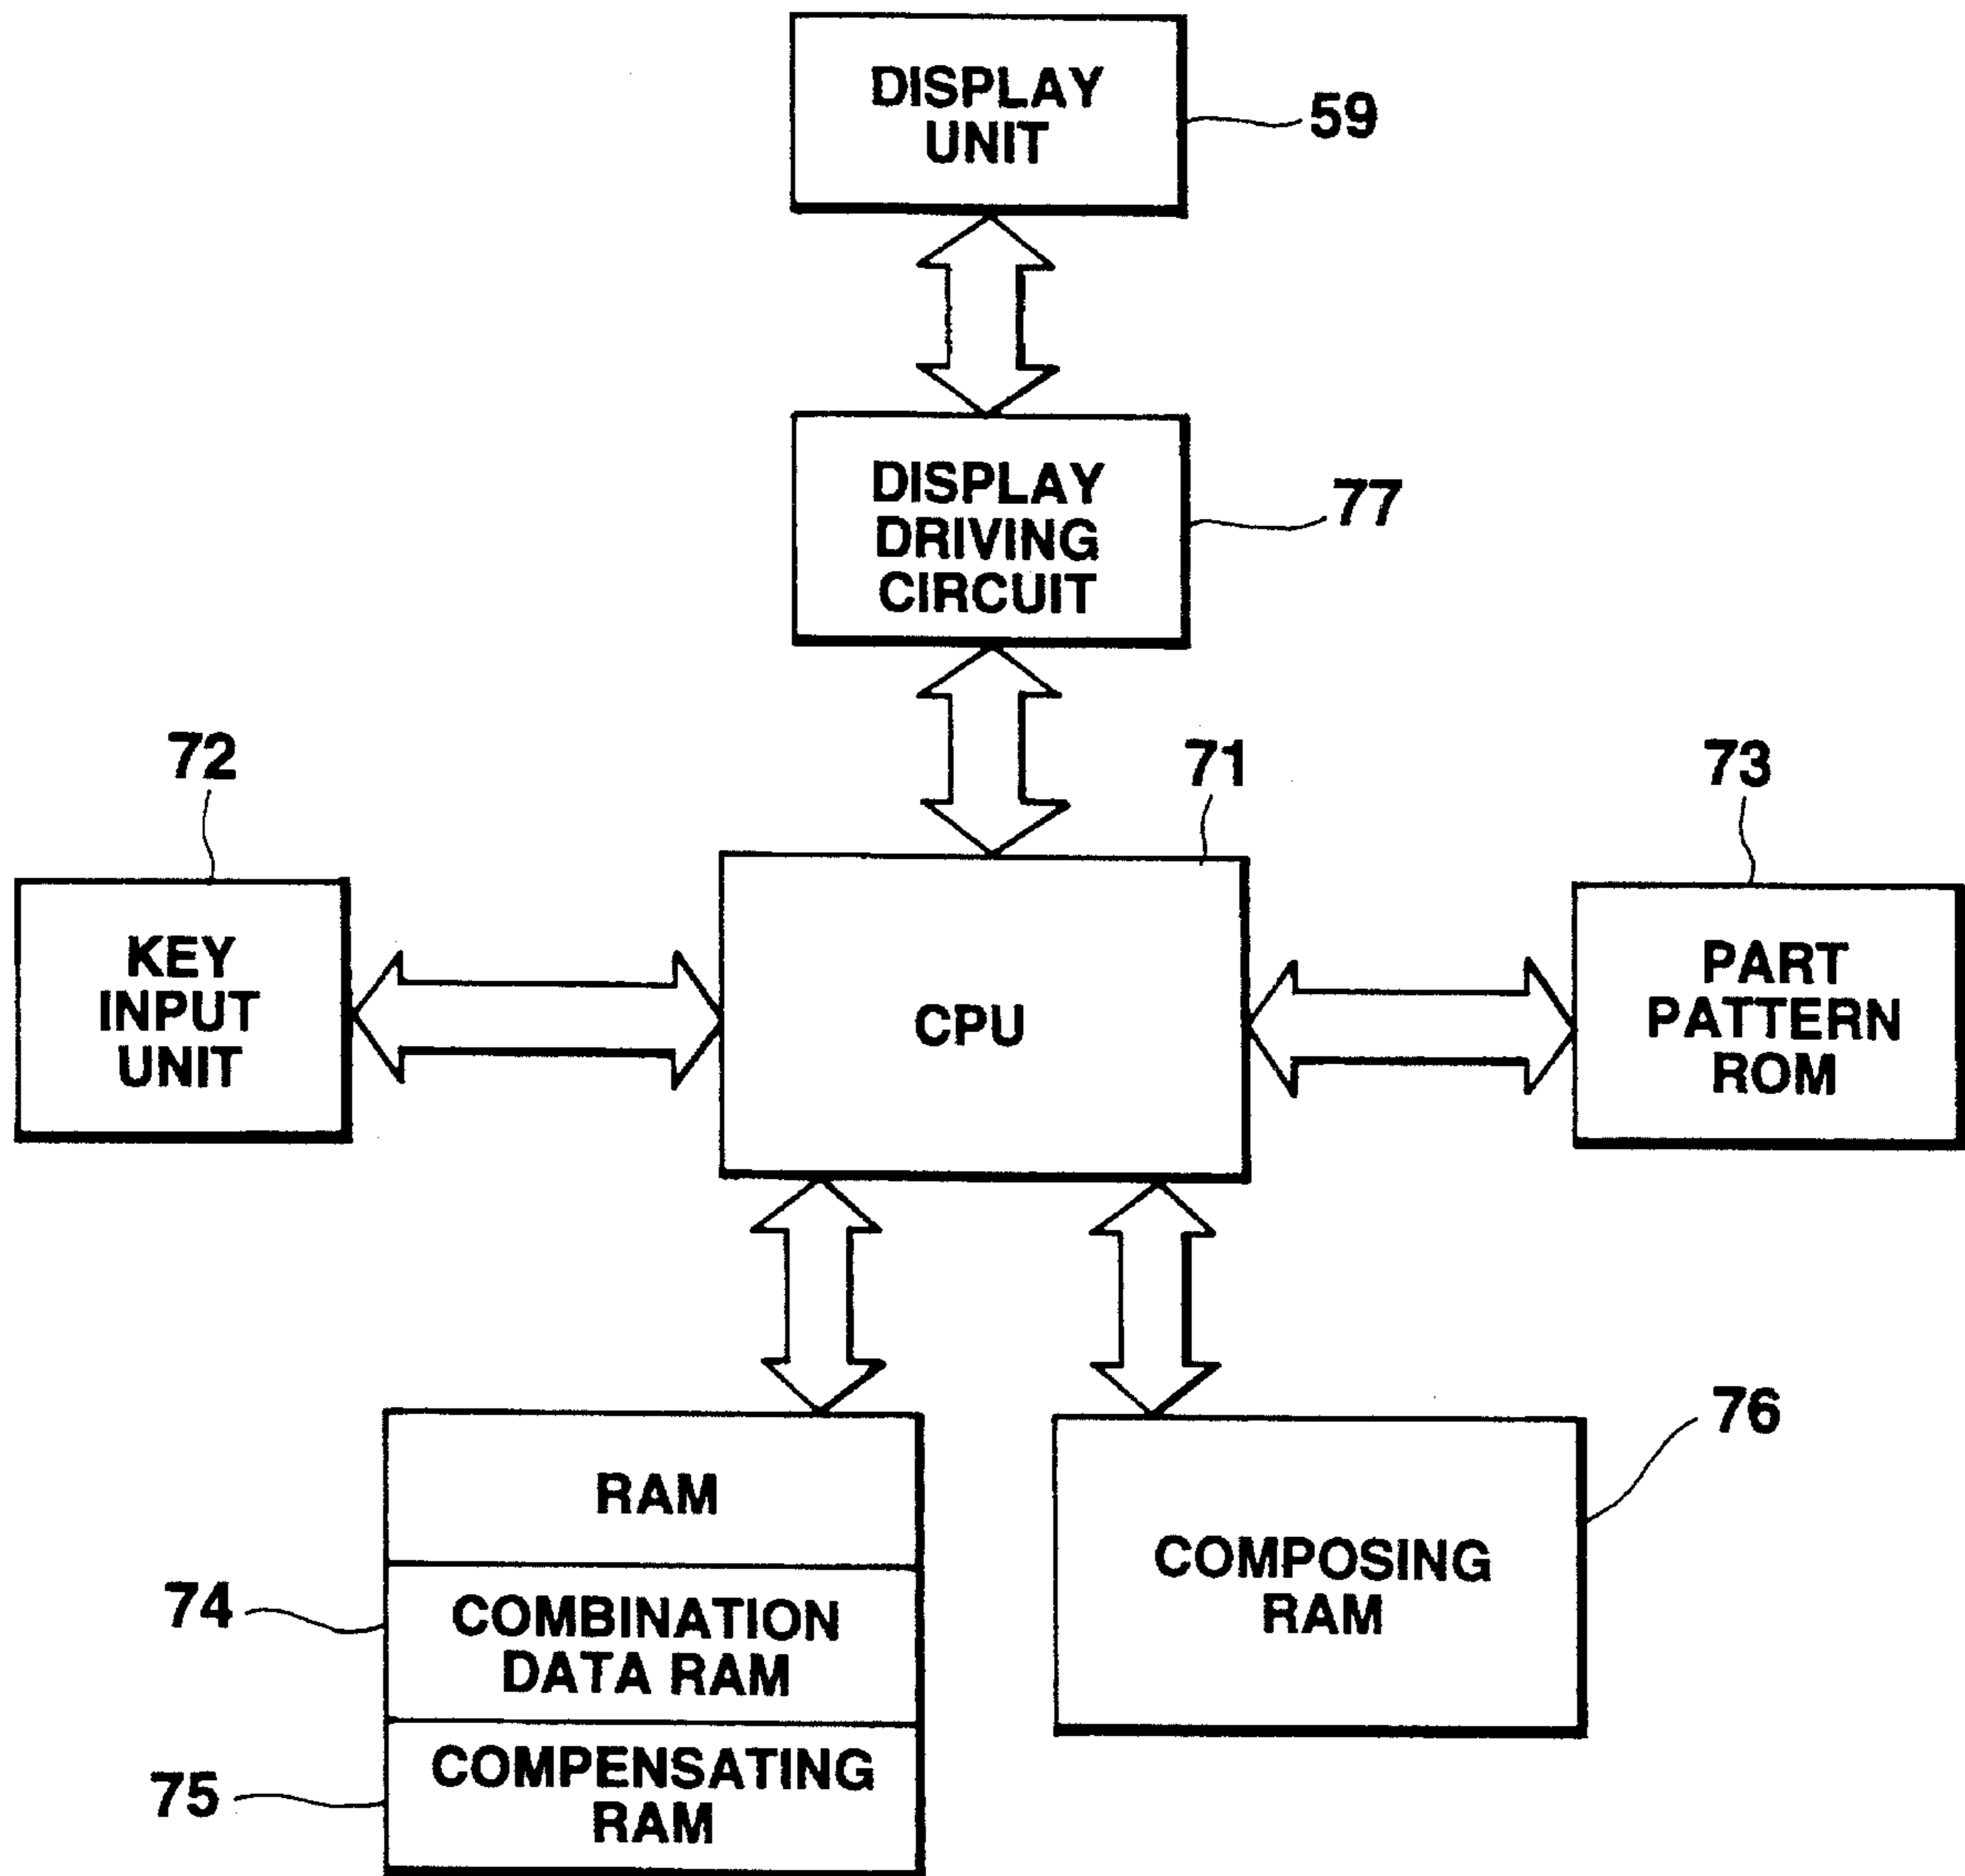 DISPLAY
UNIT
59
DISPLAY
DRIVING
CIRCUIT
77
72
71
73
KEY
INPUT
UNIT
CPU
PART
PATTERN
ROM
RAM
74
COMBINATION
DATA RAM
75
COMPENSATING
RAM
COMPOSING
RAM
76